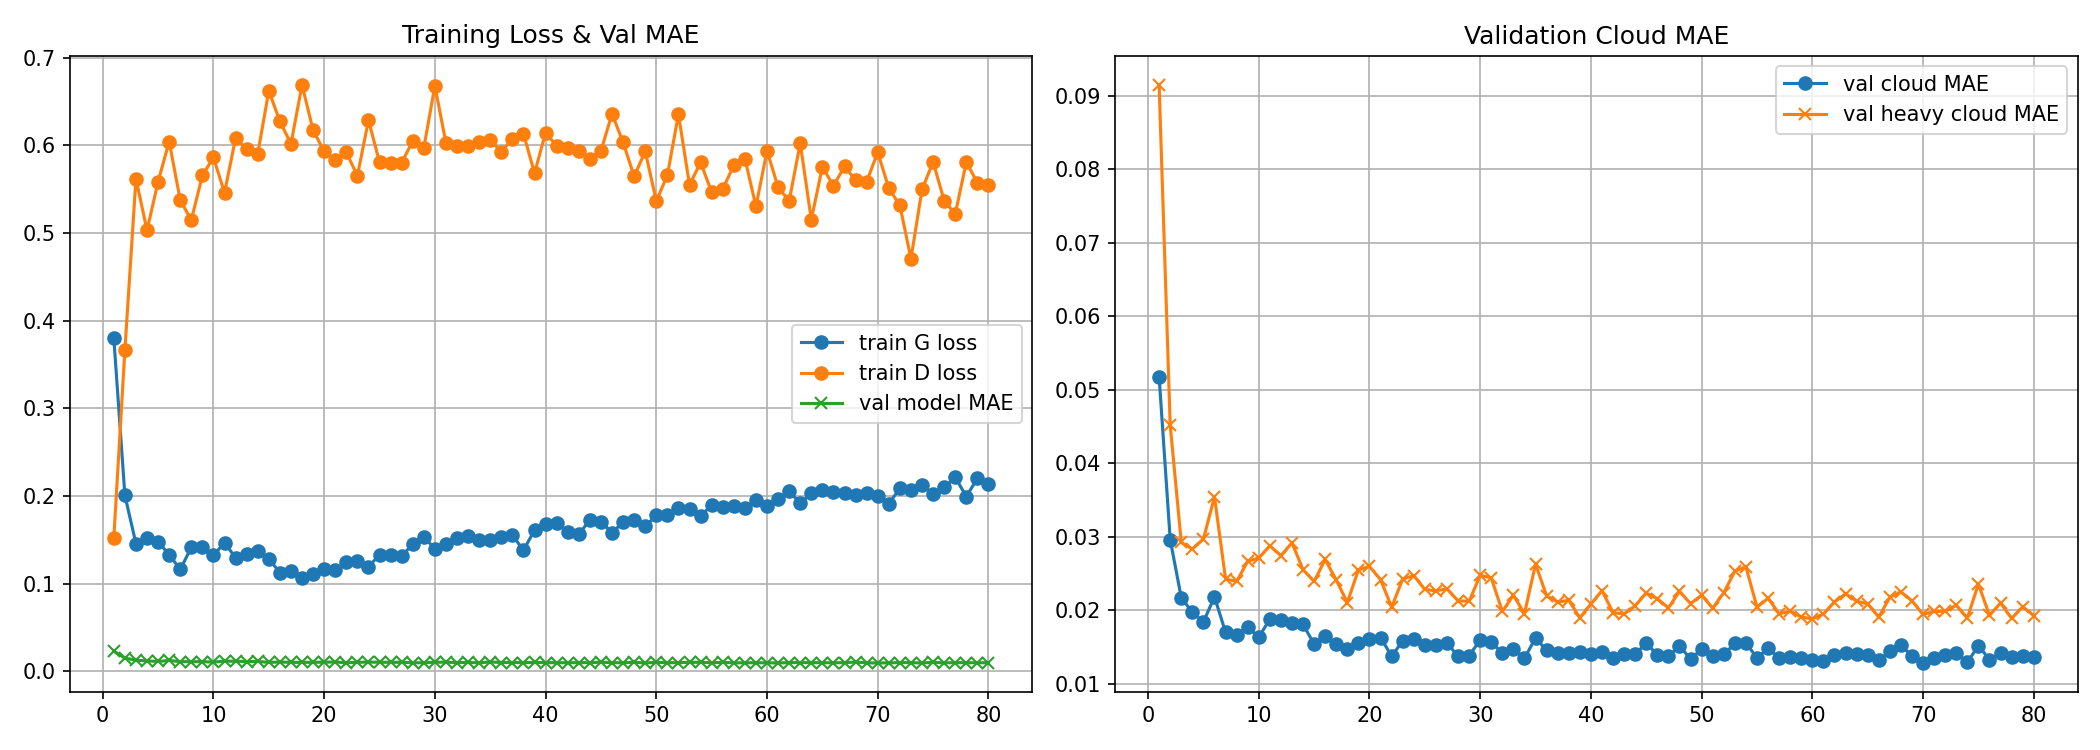 Training Loss & Val MAE
0.7
0.6
0.5
0.4
0.3
0.2
0.1
0.0
train G loss
train D loss
val model MAE
0 10 20 30 40 50 60 70 80
Validation Cloud MAE
0.09
0.08
0.07
0.06
0.05
0.04
0.03
0.02
0.01
val cloud MAE
val heavy cloud MAE
0 10 20 30 40 50 60 70 80